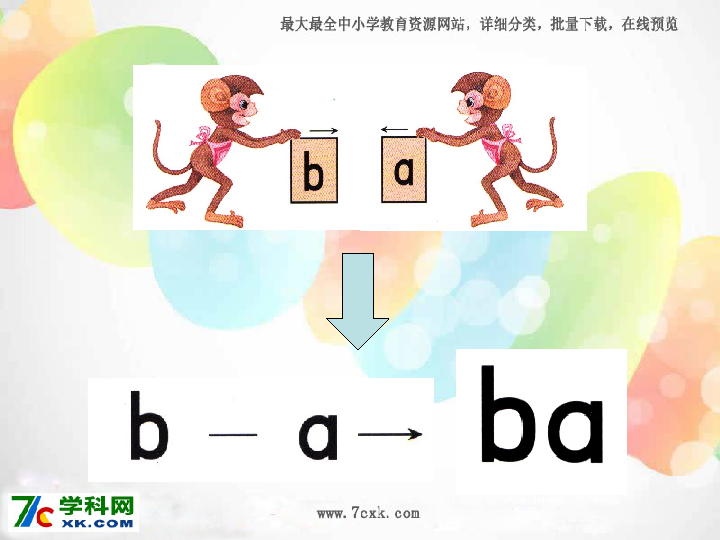 最大最全中小学教育资源网站，详细分类，批量下载，在线预览
b a
b — a → ba
7C 学科网
XK.COM
www.7cxk.com